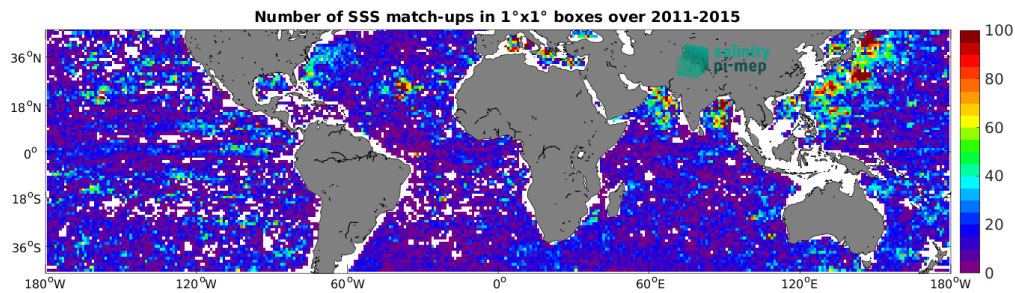 Number of SSS match-ups in 1°x1° boxes over 2011-2015
salinity
pi-mep
36°N
18°N
0°
18°S
36°S
180°W
120°W
60°W
0°
60°E
120°E
180°W
100
80
60
40
20
0